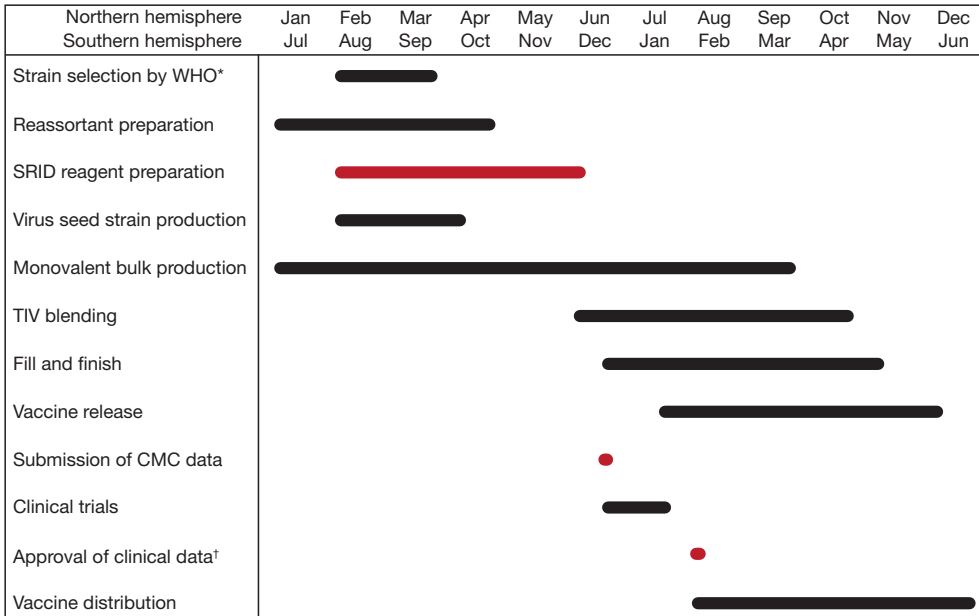 Northern hemisphere Jan Feb Mar Apr May Jun Jul Aug Sep Oct Nov Dec
Southern hemisphere Jul Aug Sep Oct Nov Dec Jan Feb Mar Apr May Jun
Strain selection by WHO*
Reassortant preparation
SRID reagent preparation
Virus seed strain production
Monovalent bulk production
TIV blending
Fill and finish
Vaccine release
Submission of CMC data
Clinical trials
Approval of clinical data†
Vaccine distribution